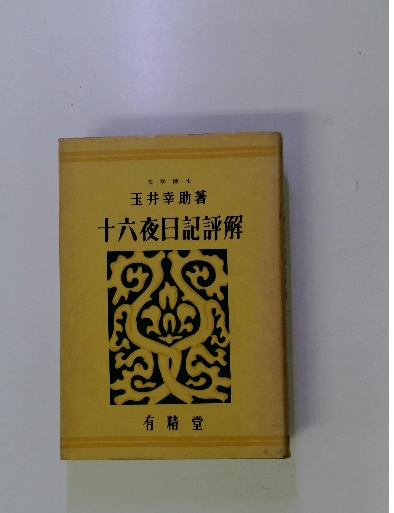 文学博士
玉井幸助著
十六夜日記評解
有精堂